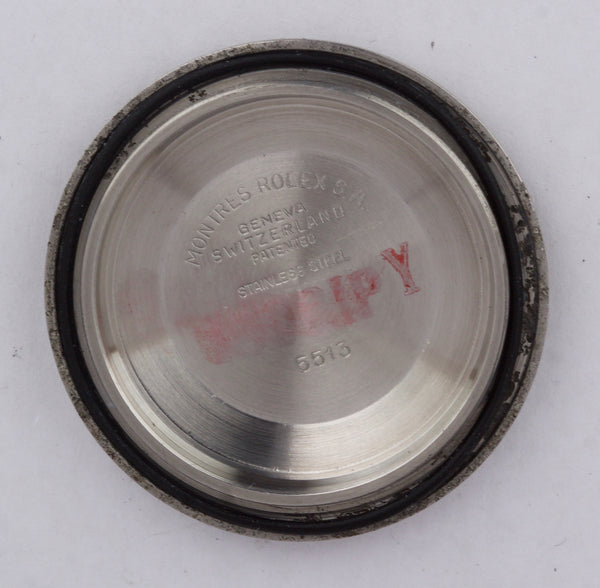 MONTRES ROLEX S.A.
GENEVA
SWITZERLAND
PATENTED
STAINLESS STEEL
5513